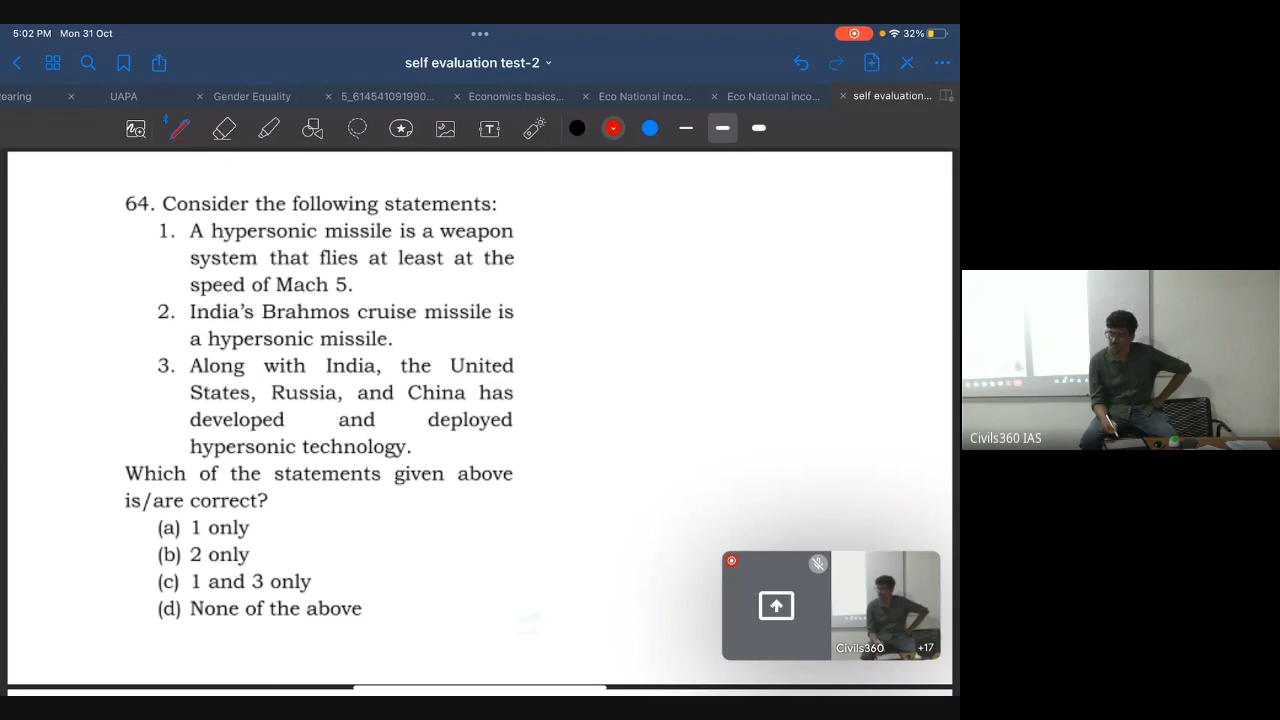 5:02 PM Mon 31 Oct
32%
self evaluation test-2
earing
UAPA
Gender Equality
5_614541091990...
Economics basics...
Eco National inco...
Eco National inco...
self evaluation...
64. Consider the following statements:
1. A hypersonic missile is a weapon
system that flies at least at the
speed of Mach 5.
2. India's Brahmos cruise missile is
a hypersonic missile.
3. Along with India, the United
States, Russia, and China has
developed and deployed
hypersonic technology.
Which of the statements given above
is/are correct?
(a) 1 only
(b) 2 only
(c) 1 and 3 only
(d) None of the above
Civils360
+17
Civils360 IAS